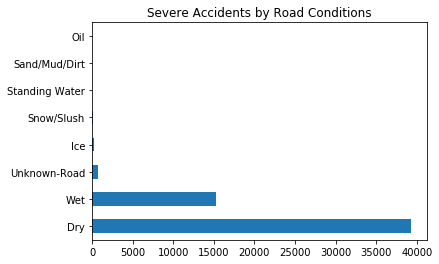 Severe Accidents by Road Conditions
Oil
Sand/Mud/Dirt
Standing Water
Snow/Slush
Ice
Unknown-Road
Wet
Dry
0 5000 10000 15000 20000 25000 30000 35000 40000